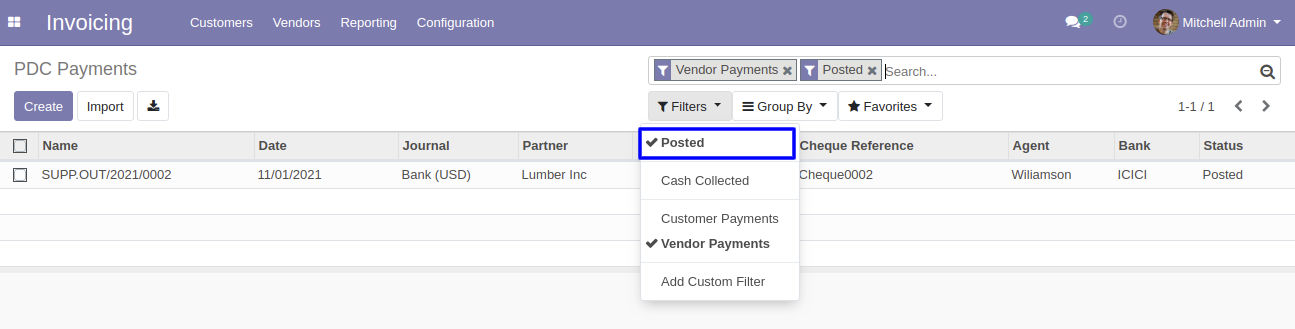 Invoicing Customers Vendors Reporting Configuration 2 Mitchell Admin
PDC Payments Vendor Payments Posted Search...
Create Import Filters Group By Favorites 1-1 / 1
Name Date Journal Partner Cheque Reference Agent Bank Status
SUPP.OUT/2021/0002 11/01/2021 Bank (USD) Lumber Inc Cheque0002 Wiliamson ICICI Posted
Posted
Cash Collected
Customer Payments
Vendor Payments
Add Custom Filter